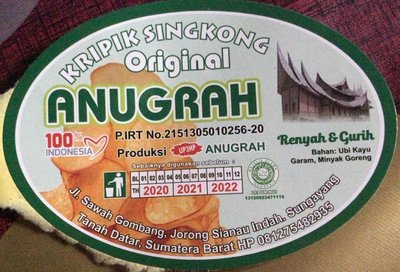 KRIPIK SINGKONG
Original
ANUGRAH
100%
INDONESIA
P.IRT No.2151305010256-20
Produksi UP3HP ANUGRAH
Sebaiknya digunakan sebelum :
BL 01 02 03 04 05 06 07 08 09 10 11 12
TH 2020 2021 2022
Renyah & Gurih
Bahan: Ubi Kayu
Garam, Minyak Goreng
13120023471119
Jl. Sawah Gombang, Jorong Sianau Indah. Sungayang
Tanah Datar. Sumatera Barat HP 081275482935